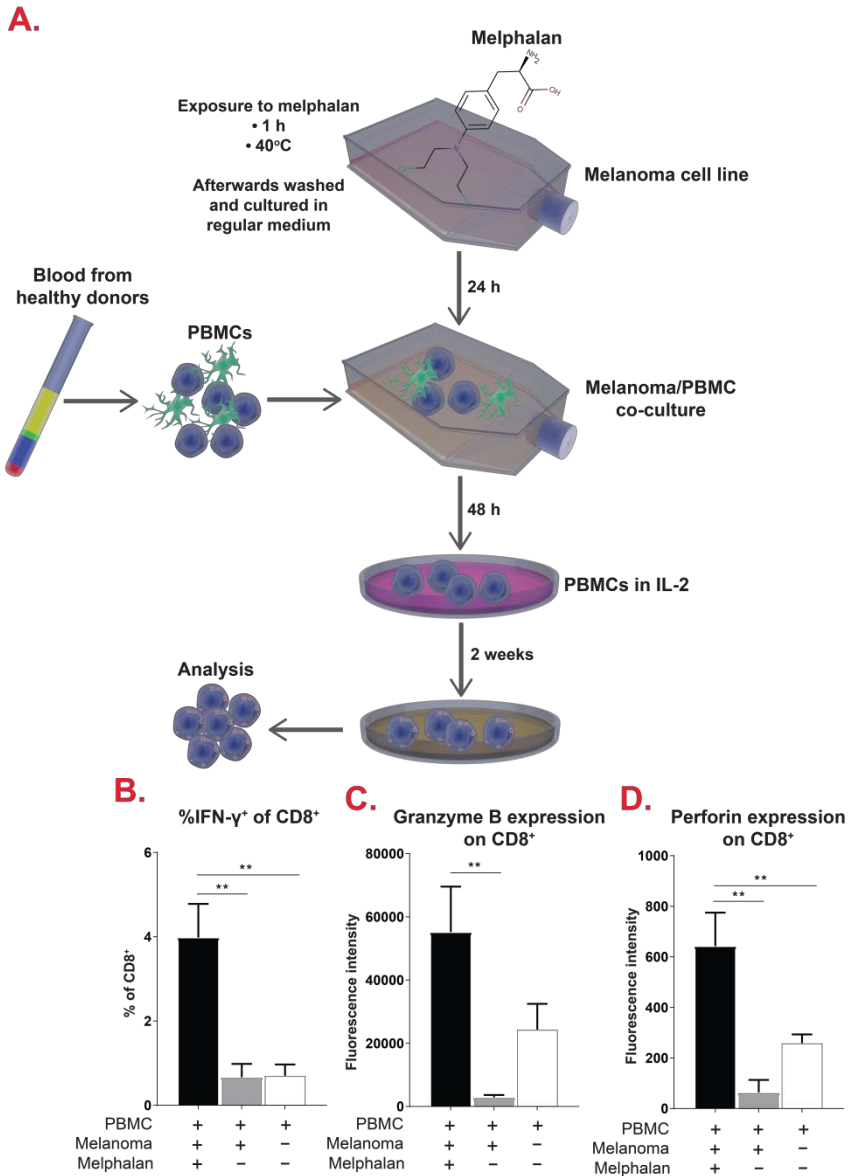 A.
Melphalan
NH2
OH
O
N
Exposure to melphalan
• 1 h
• 40°C
Afterwards washed
and cultured in
regular medium
Melanoma cell line
24 h
Blood from
healthy donors
PBMCs
Melanoma/PBMC
co-culture
48 h
PBMCs in IL-2
2 weeks
Analysis
B.
%IFN-γ+ of CD8+
% of CD8+
6
4
2
0
**
**
PBMC + + +
Melanoma + + −
Melphalan + − −
C.
Granzyme B expression
on CD8+
Fluorescence intensity
80000
60000
40000
20000
0
**
PBMC + + +
Melanoma + + −
Melphalan + − −
D.
Perforin expression
on CD8+
Fluorescence intensity
1000
800
600
400
200
0
**
**
PBMC + + +
Melanoma + + −
Melphalan + − −